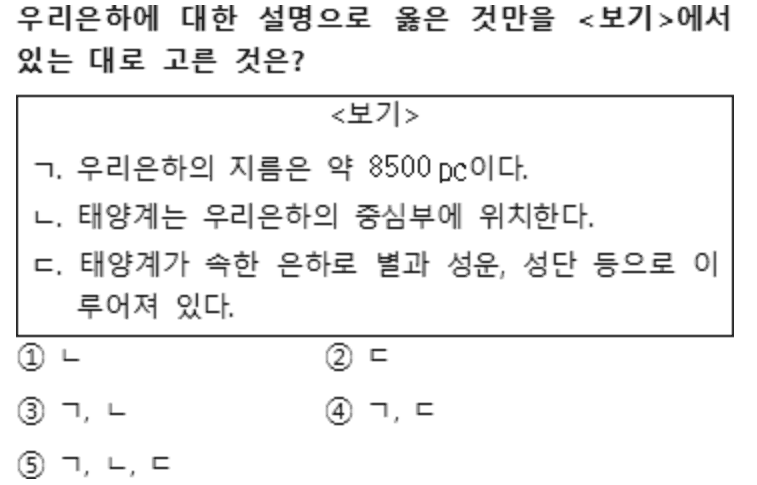 우리은하에 대한 설명으로 옳은 것만을 <보기>에서
있는 대로 고른 것은?
<보기>
ㄱ. 우리은하의 지름은 약 8500 pc이다.
ㄴ. 태양계는 우리은하의 중심부에 위치한다.
ㄷ. 태양계가 속한 은하로 별과 성운, 성단 등으로 이
루어져 있다.
① ㄴ ② ㄷ
③ ㄱ, ㄴ ④ ㄱ, ㄷ
⑤ ㄱ, ㄴ, ㄷ